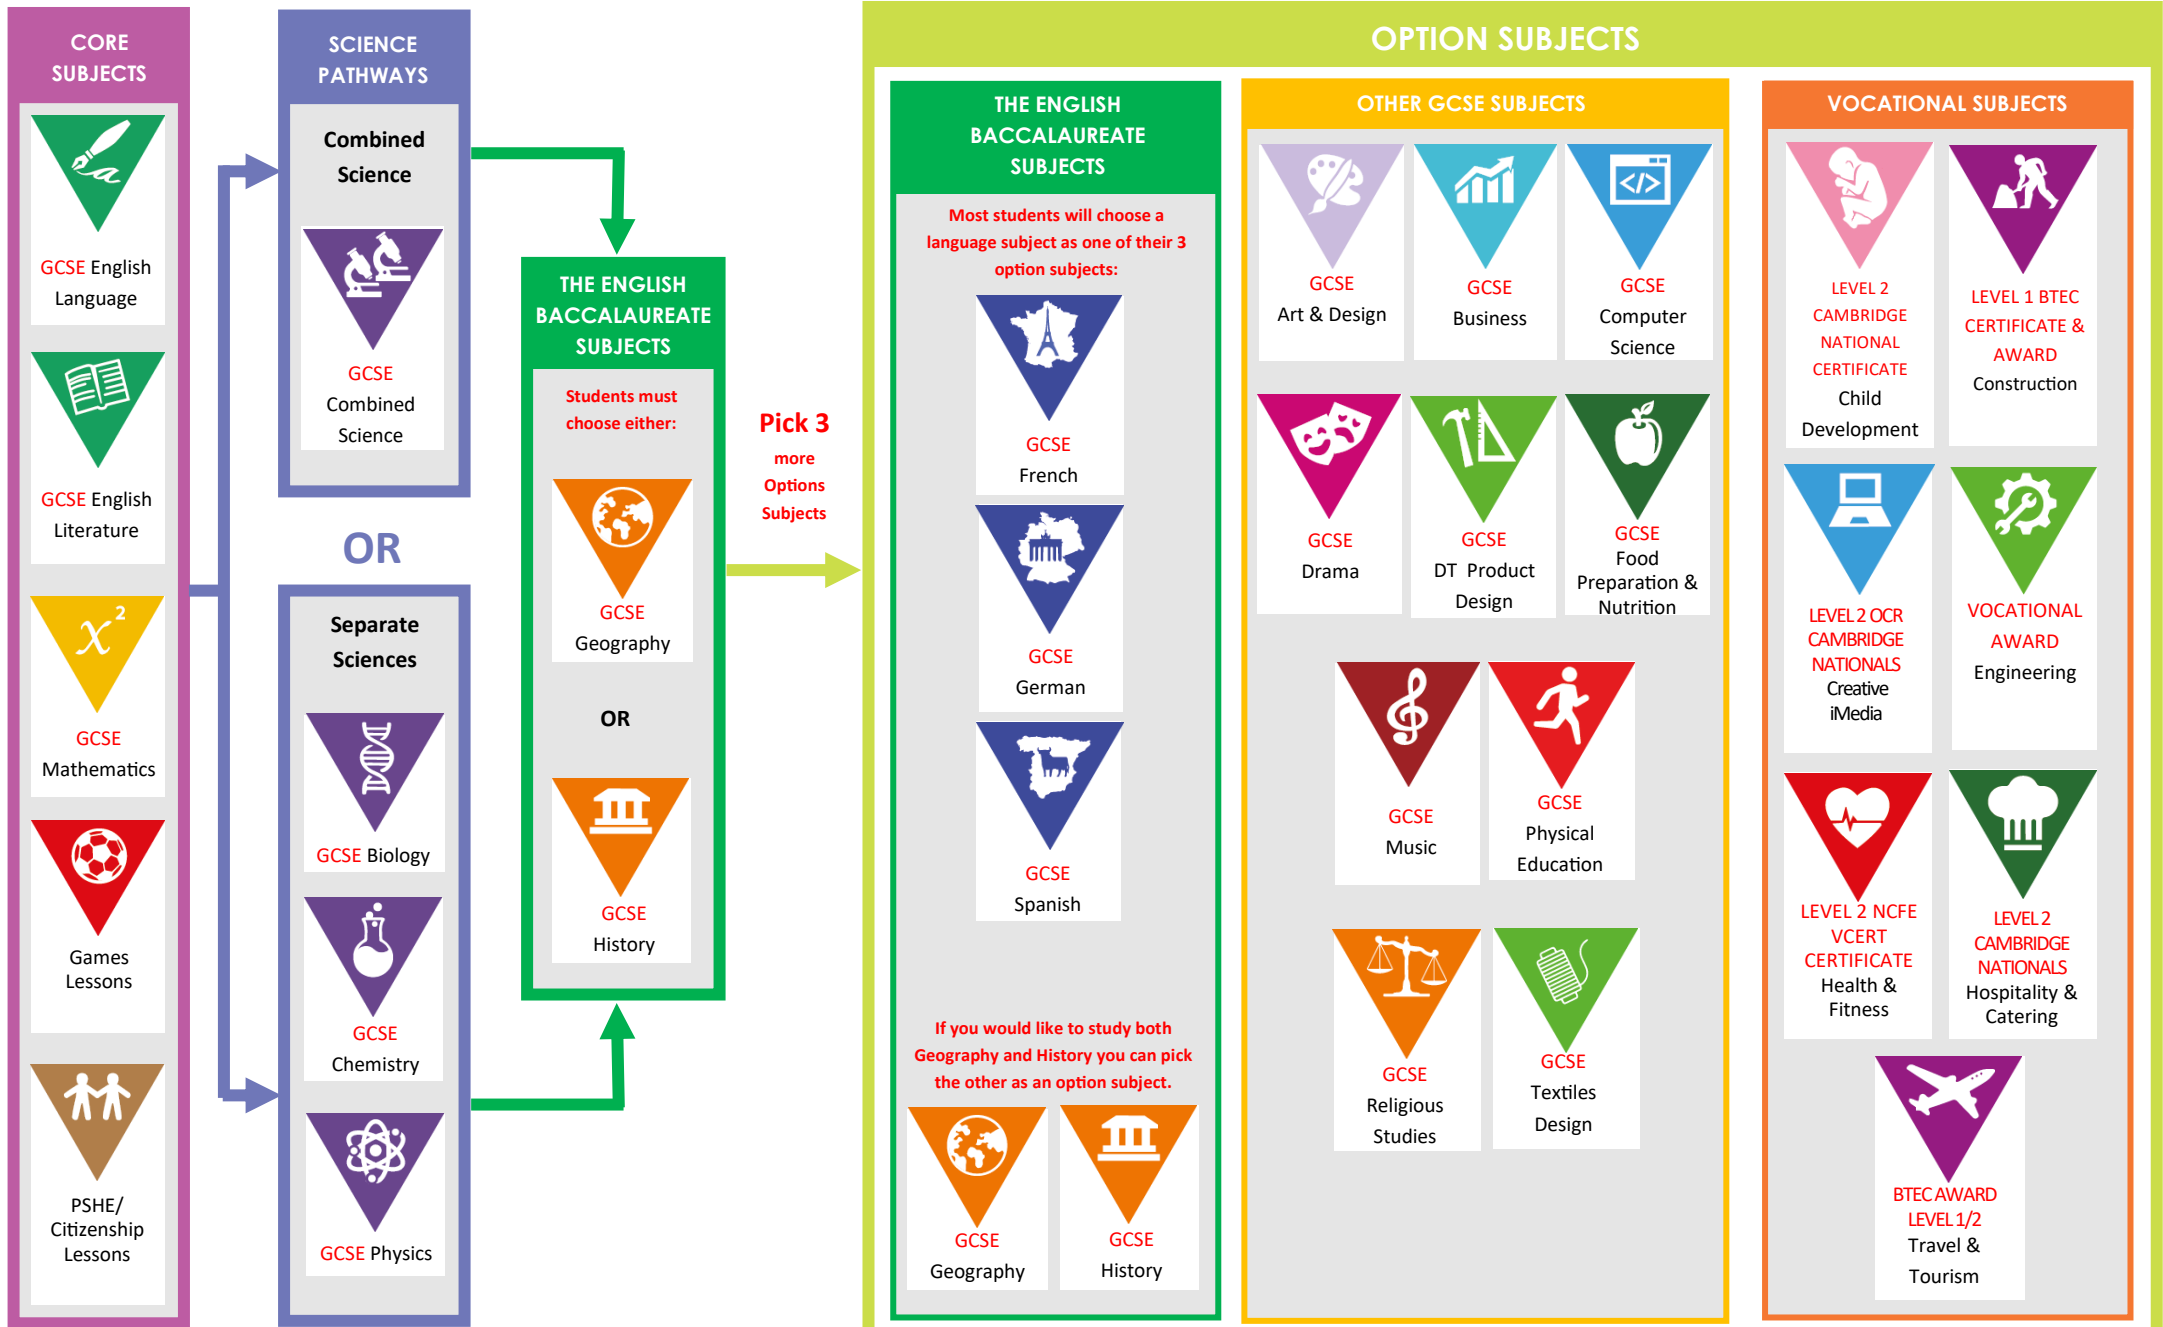 CORE
SUBJECTS
GCSE English
Language
GCSE English
Literature
x²
GCSE
Mathematics
Games
Lessons
PSHE/
Citizenship
Lessons
SCIENCE
PATHWAYS
Combined
Science
GCSE
Combined
Science
OR
Separate
Sciences
GCSE Biology
GCSE
Chemistry
GCSE Physics
THE ENGLISH
BACCALAUREATE
SUBJECTS
Students must
choose either:
GCSE
Geography
OR
GCSE
History
Pick 3
more
Options
Subjects
OPTION SUBJECTS
THE ENGLISH
BACCALAUREATE
SUBJECTS
Most students will choose a
language subject as one of their 3
option subjects:
GCSE
French
GCSE
German
GCSE
Spanish
If you would like to study both
Geography and History you can pick
the other as an option subject.
GCSE
Geography
GCSE
History
OTHER GCSE SUBJECTS
GCSE
Art & Design
GCSE
Business
</>
GCSE
Computer
Science
GCSE
Drama
GCSE
DT Product
Design
GCSE
Food
Preparation &
Nutrition
GCSE
Music
GCSE
Physical
Education
GCSE
Religious
Studies
GCSE
Textiles
Design
VOCATIONAL SUBJECTS
LEVEL 2
CAMBRIDGE
NATIONAL
CERTIFICATE
Child
Development
LEVEL 1 BTEC
CERTIFICATE &
AWARD
Construction
LEVEL 2 OCR
CAMBRIDGE
NATIONALS
Creative
iMedia
VOCATIONAL
AWARD
Engineering
LEVEL 2 NCFE
VCERT
CERTIFICATE
Health &
Fitness
LEVEL 2
CAMBRIDGE
NATIONALS
Hospitality &
Catering
BTEC AWARD
LEVEL 1/2
Travel &
Tourism